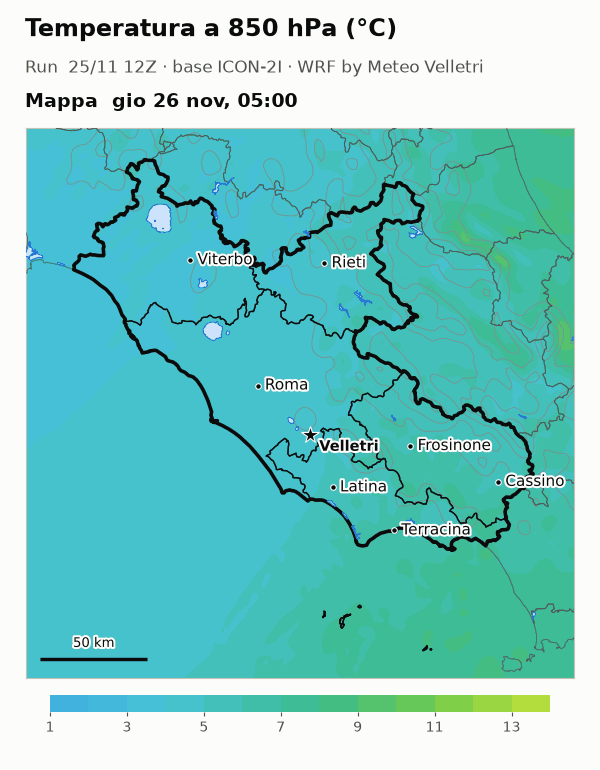 Temperatura a 850 hPa (°C)
Run  25/11 12Z · base ICON-2I · WRF by Meteo Velletri
Mappa  gio 26 nov, 05:00
Viterbo
Rieti
Roma
Velletri
Frosinone
Latina
Cassino
Terracina
50 km
1 3 5 7 9 11 13